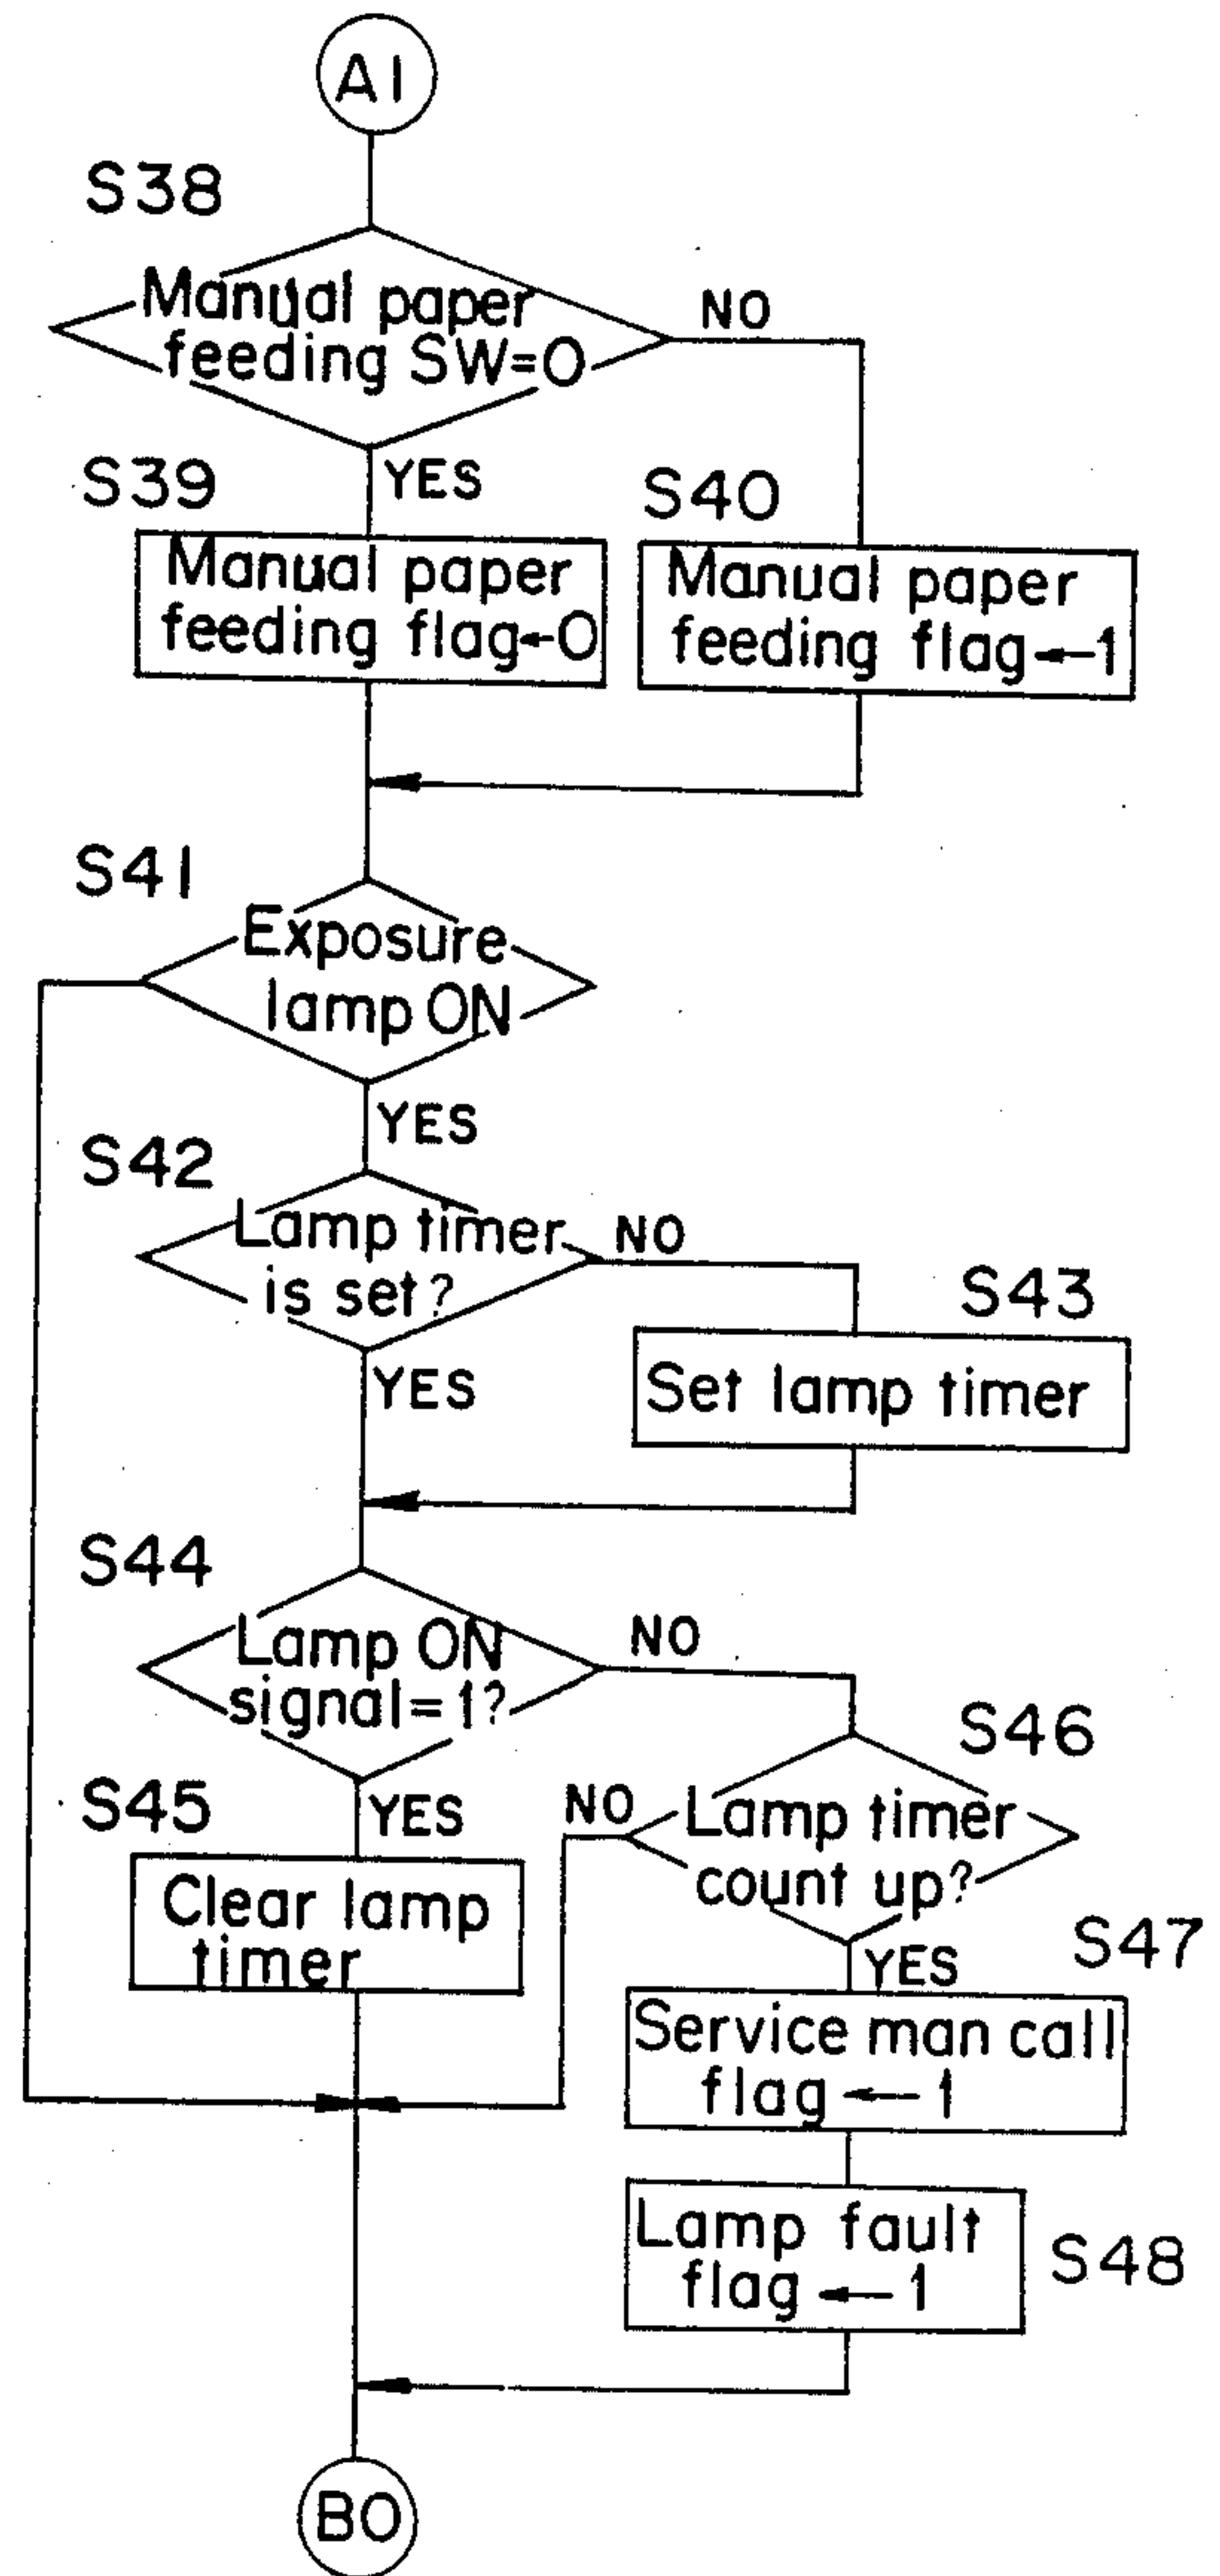 A1
S38
Manual paper
feeding SW=0
NO
YES
S39
Manual paper
feeding flag←0
S40
Manual paper
feeding flag←1
S41
Exposure
lamp ON
YES
S42
Lamp timer
is set?
NO
YES
S43
Set lamp timer
S44
Lamp ON
signal=1?
NO
YES
S45
Clear lamp
timer
S46
NO
Lamp timer
count up?
YES
S47
Service man call
flag ← 1
Lamp fault
flag ← 1
S48
B0